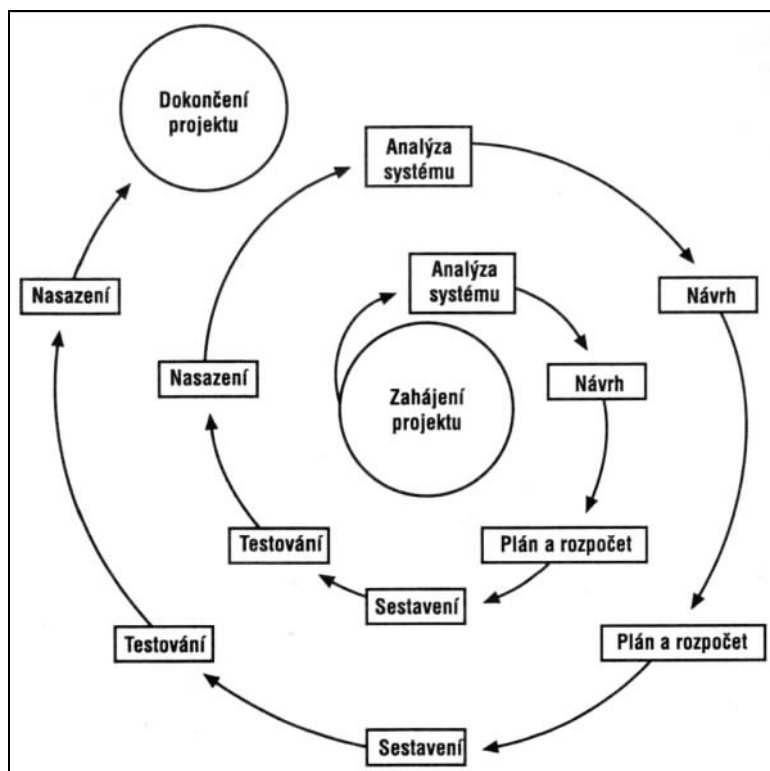 Dokončení
projektu
Analýza
systému
Analýza
systému
Nasazení
Návrh
Nasazení
Návrh
Zahájení
projektu
Testování
Plán a rozpočet
Sestavení
Testování
Plán a rozpočet
Sestavení